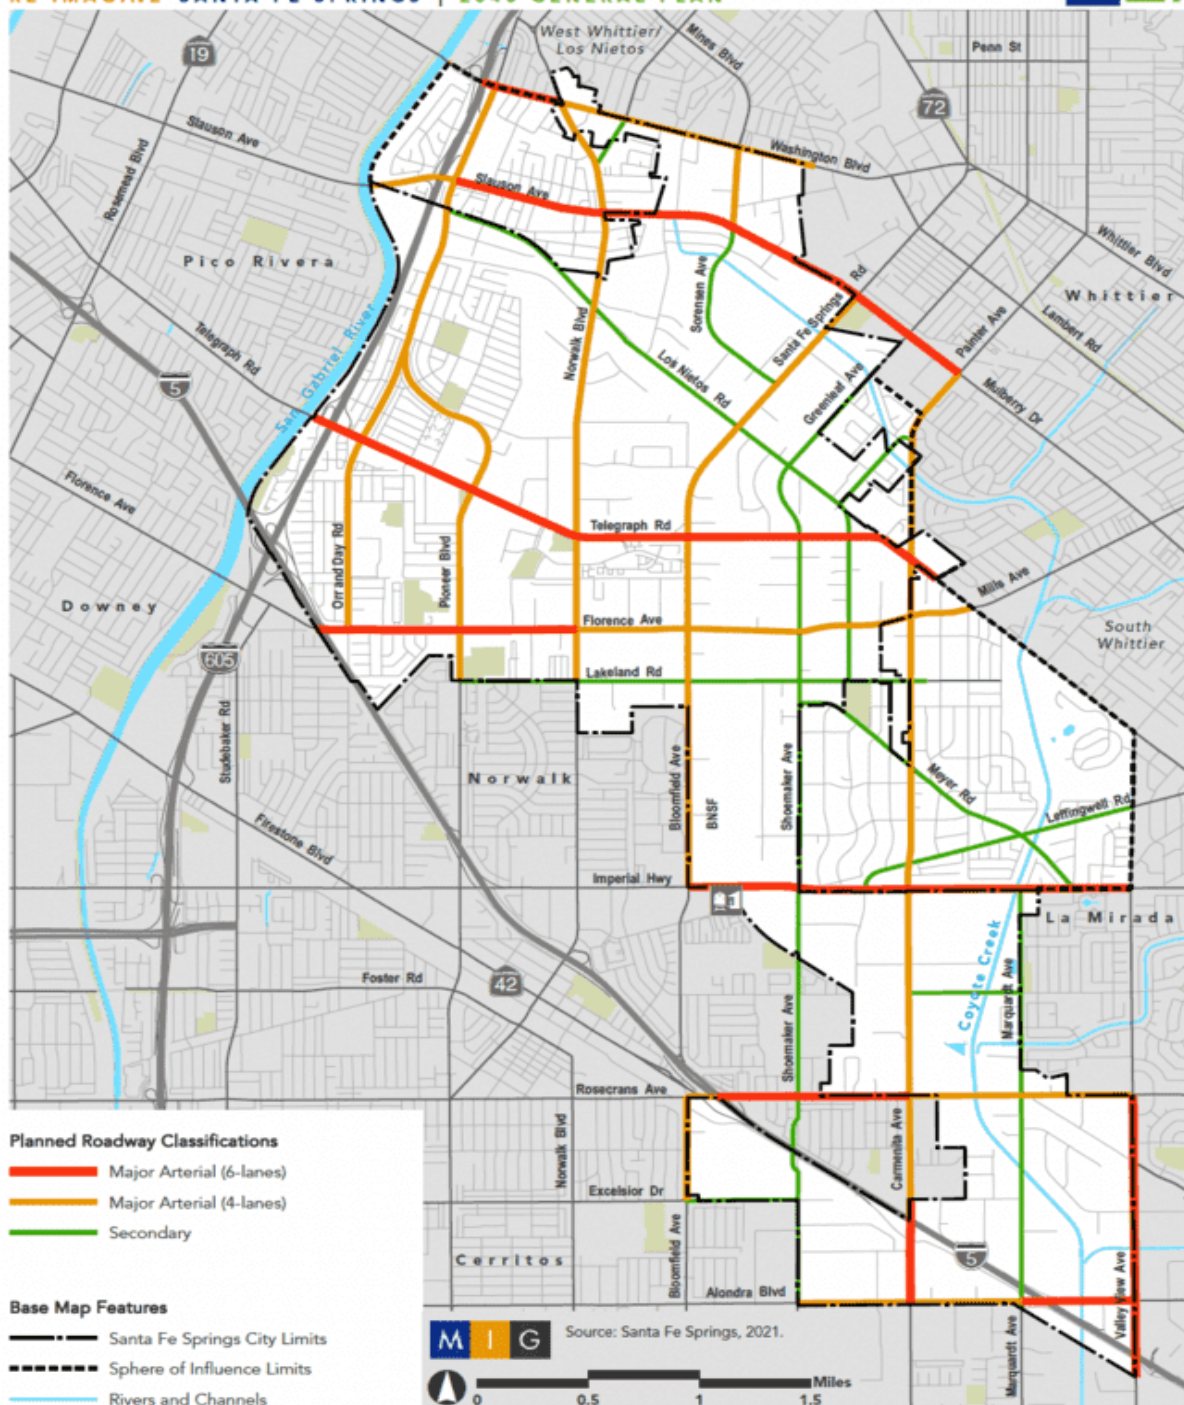 RE-IMAGINE SANTA FE SPRINGS | 2040 GENERAL PLAN
West Whittier/
Los Nietos
Mines Blvd
Penn St
19
72
Slauson Ave
Rosemead Blvd
Washington Blvd
Slauson Ave
Whittier Blvd
Pico Rivera
Whittier
Sorensen Ave
Santa Fe Springs Rd
Painter Ave
Lambert Rd
San Gabriel River
Telegraph Rd
Norwalk Blvd
Los Nietos Rd
Greenleaf Ave
Mulberry Dr
5
Florence Ave
Telegraph Rd
Orr and Day Rd
Pioneer Blvd
Mills Ave
Downey
Florence Ave
South
Whittier
605
Lakeland Rd
Studebaker Rd
Norwalk
Bloomfield Ave
BNSF
Shoemaker Ave
Meyer Rd
Leffingwell Rd
Firestone Blvd
Imperial Hwy
La Mirada
Foster Rd
42
Coyote Creek
Marquardt Ave
Shoemaker Ave
Rosecrans Ave
Norwalk Blvd
Carmenita Ave
Excelsior Dr
Bloomfield Ave
Cerritos
5
Valley View Ave
Alondra Blvd
Marquardt Ave
Planned Roadway Classifications
Major Arterial (6-lanes)
Major Arterial (4-lanes)
Secondary
Base Map Features
Santa Fe Springs City Limits
Sphere of Influence Limits
Rivers and Channels
M I G
Source: Santa Fe Springs, 2021.
Miles
0 0.5 1 1.5